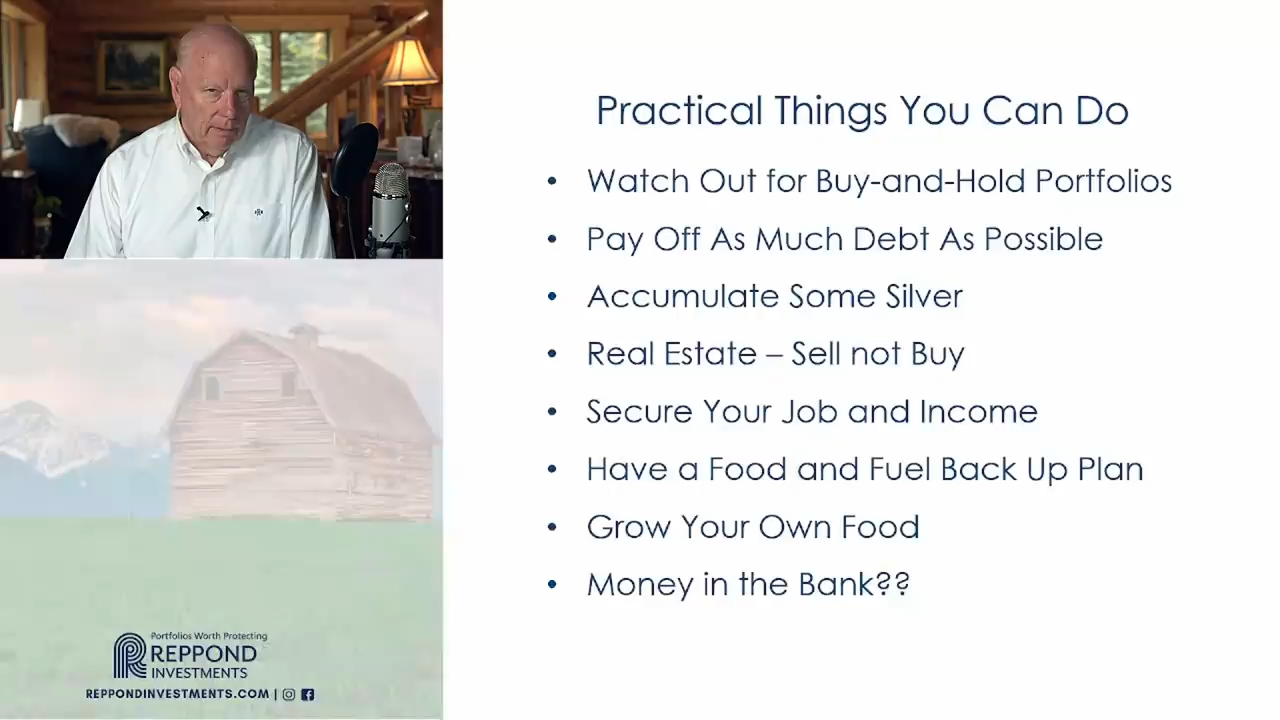 Practical Things You Can Do
• Watch Out for Buy-and-Hold Portfolios
• Pay Off As Much Debt As Possible
• Accumulate Some Silver
• Real Estate – Sell not Buy
• Secure Your Job and Income
• Have a Food and Fuel Back Up Plan
• Grow Your Own Food
• Money in the Bank??
Portfolios Worth Protecting
REPPOND
INVESTMENTS
REPPONDINVESTMENTS.COM |